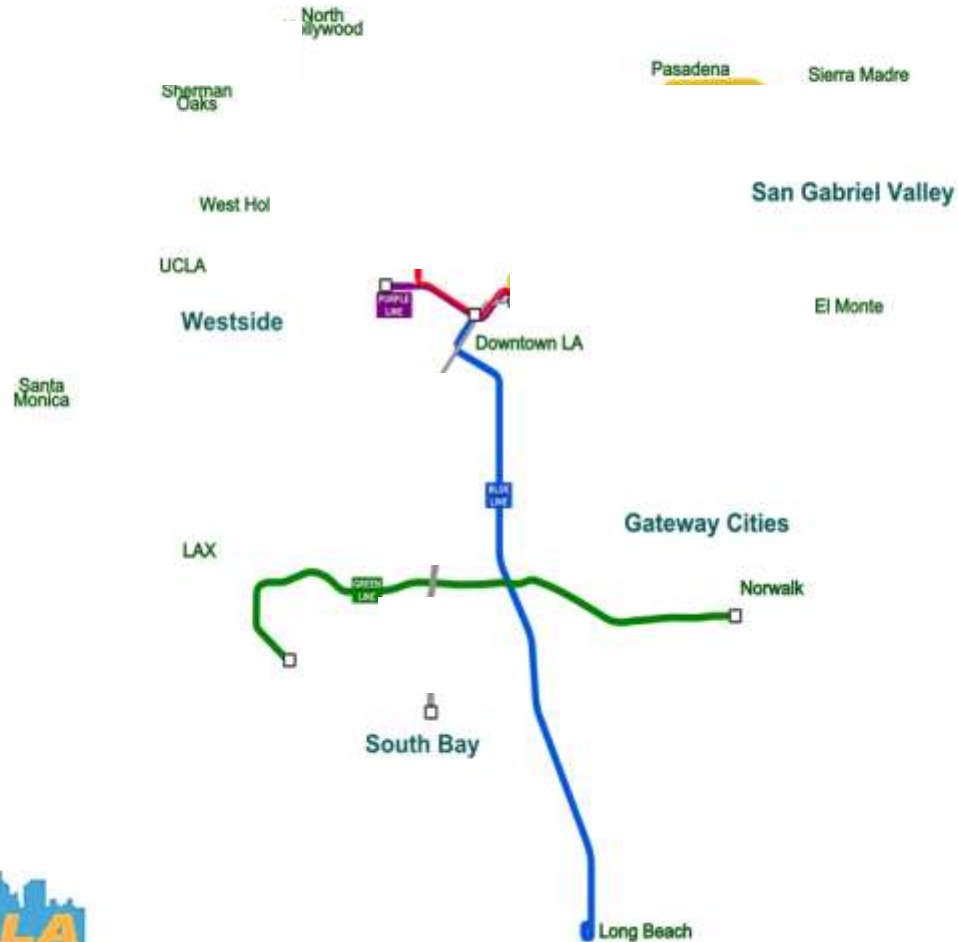 North
llywood
Pasadena
Sierra Madre
Sherman
Oaks
San Gabriel Valley
West Hol
UCLA
PURPLE
LINE
El Monte
Westside
Downtown LA
Santa
Monica
BLUE
LINE
Gateway Cities
LAX
GREEN
LINE
Norwalk
South Bay
LA
Long Beach